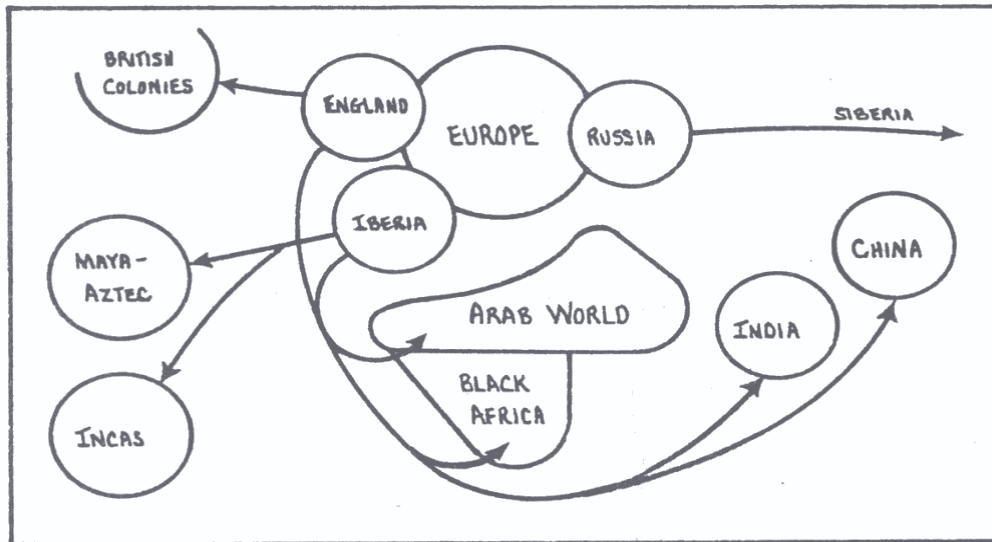 BRITISH
COLONIES
ENGLAND
EUROPE
RUSSIA
SIBERIA
IBERIA
MAYA-
AZTEC
CHINA
ARAB WORLD
INDIA
BLACK
AFRICA
INCAS